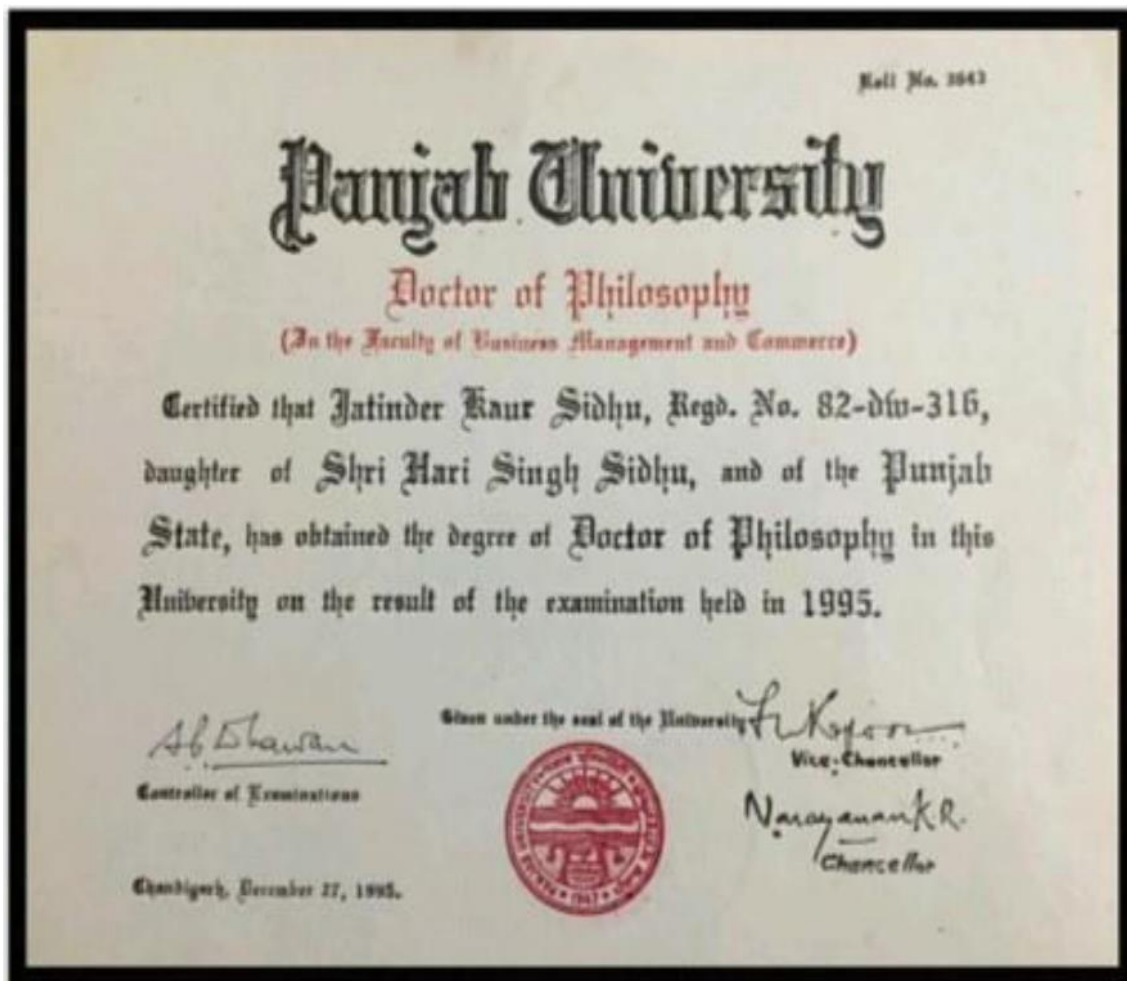 Roll No. 3643
Panjab University
Doctor of Philosophy
(In the Faculty of Business Management and Commerce)
Certified that Jatinder Kaur Sidhu, Regd. No. 82-dw-316,
daughter of Shri Hari Singh Sidhu, and of the Punjab
State, has obtained the degree of Doctor of Philosophy in this
University on the result of the examination held in 1995.
Given under the seal of the University
Dhawan
Controller of Examinations
Vice-Chancellor
Narayanan K.R.
Chancellor
1947
Chandigarh, December 27, 1995.